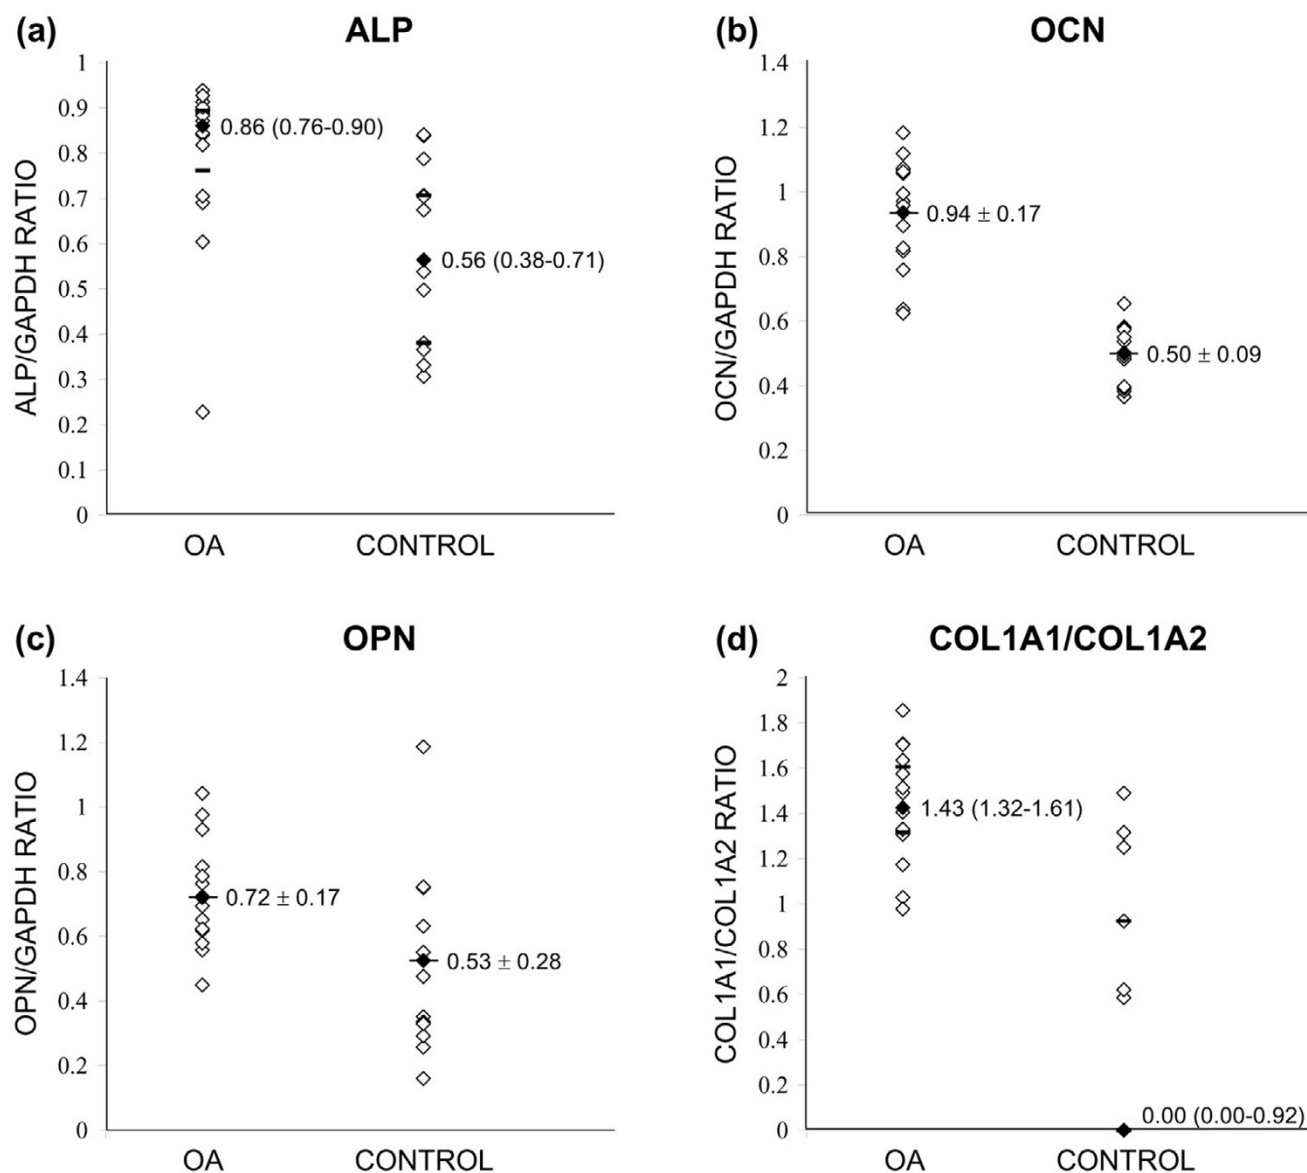 (a) ALP
1
0.9
0.8
0.7
0.6
0.5
0.4
0.3
0.2
0.1
0
ALP/GAPDH RATIO
0.86 (0.76-0.90)
0.56 (0.38-0.71)
OA CONTROL
(b) OCN
1.4
1.2
1
0.8
0.6
0.4
0.2
0
OCN/GAPDH RATIO
0.94 ± 0.17
0.50 ± 0.09
OA CONTROL
(c) OPN
1.4
1.2
1
0.8
0.6
0.4
0.2
0
OPN/GAPDH RATIO
0.72 ± 0.17
0.53 ± 0.28
OA CONTROL
(d) COL1A1/COL1A2
2
1.8
1.6
1.4
1.2
1
0.8
0.6
0.4
0.2
0
COL1A1/COL1A2 RATIO
1.43 (1.32-1.61)
0.00 (0.00-0.92)
OA CONTROL